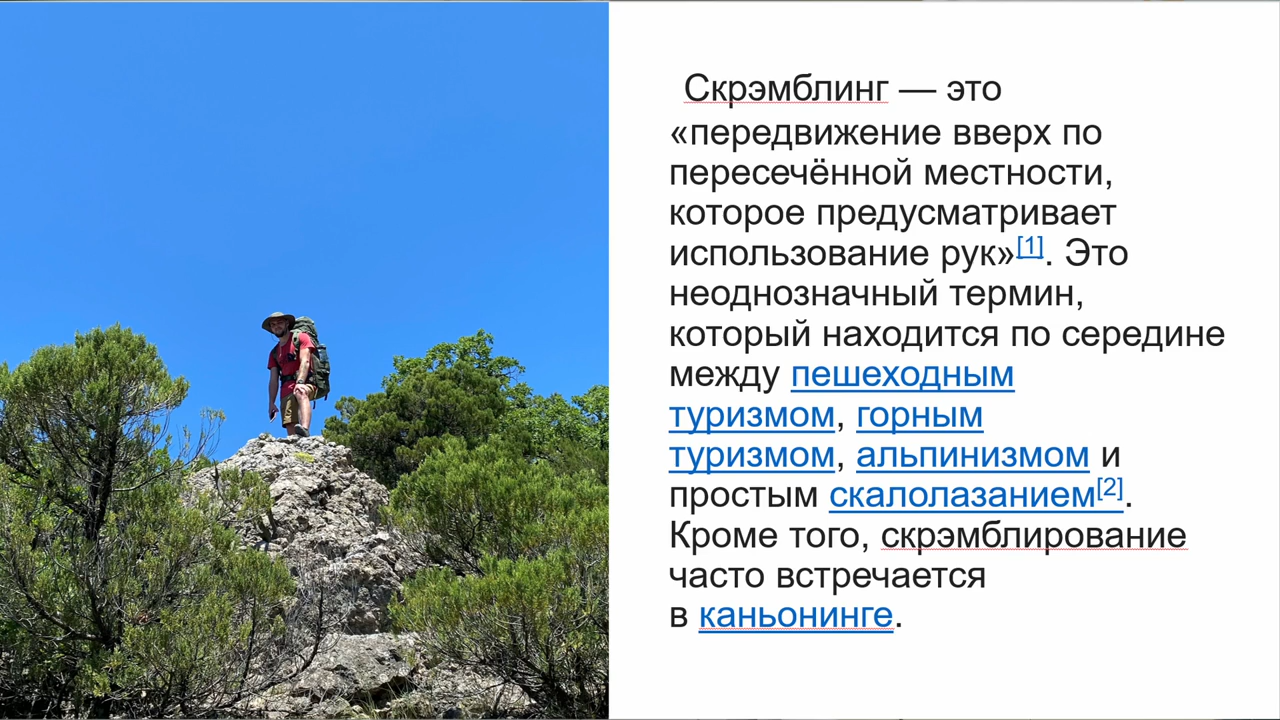 Скрэмблинг — это
«передвижение вверх по
пересечённой местности,
которое предусматривает
использование рук»[1]. Это
неоднозначный термин,
который находится по середине
между пешеходным
туризмом, горным
туризмом, альпинизмом и
простым скалолазанием[2].
Кроме того, скрэмблирование
часто встречается
в каньонинге.